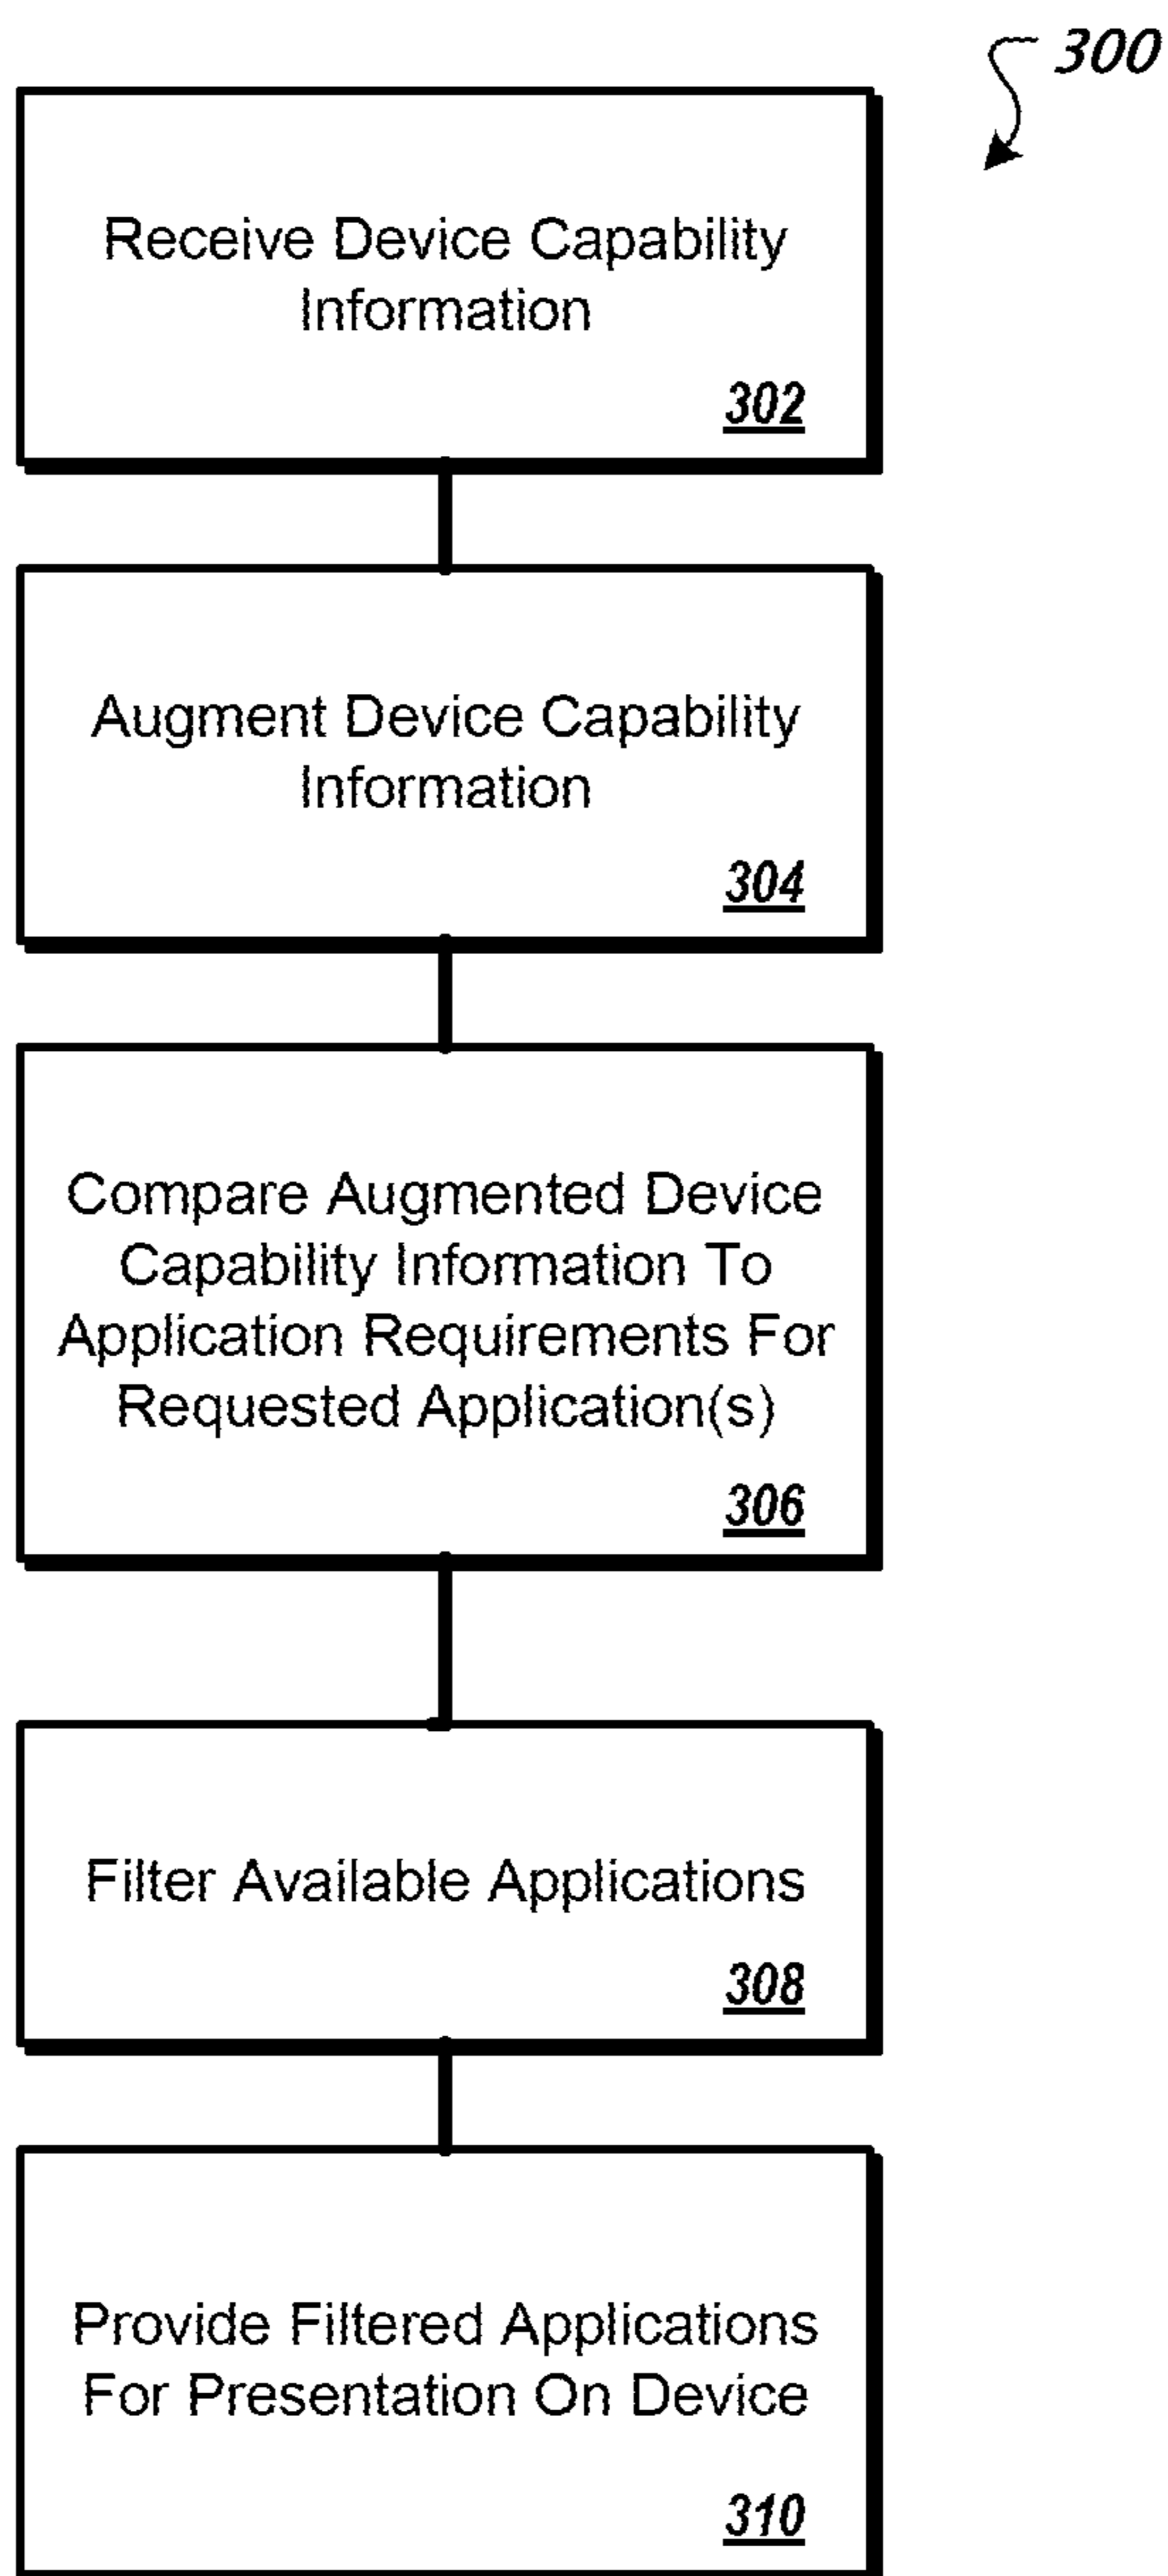 300
Receive Device Capability
Information
302
Augment Device Capability
Information
304
Compare Augmented Device
Capability Information To
Application Requirements For
Requested Application(s)
306
Filter Available Applications
308
Provide Filtered Applications
For Presentation On Device
310